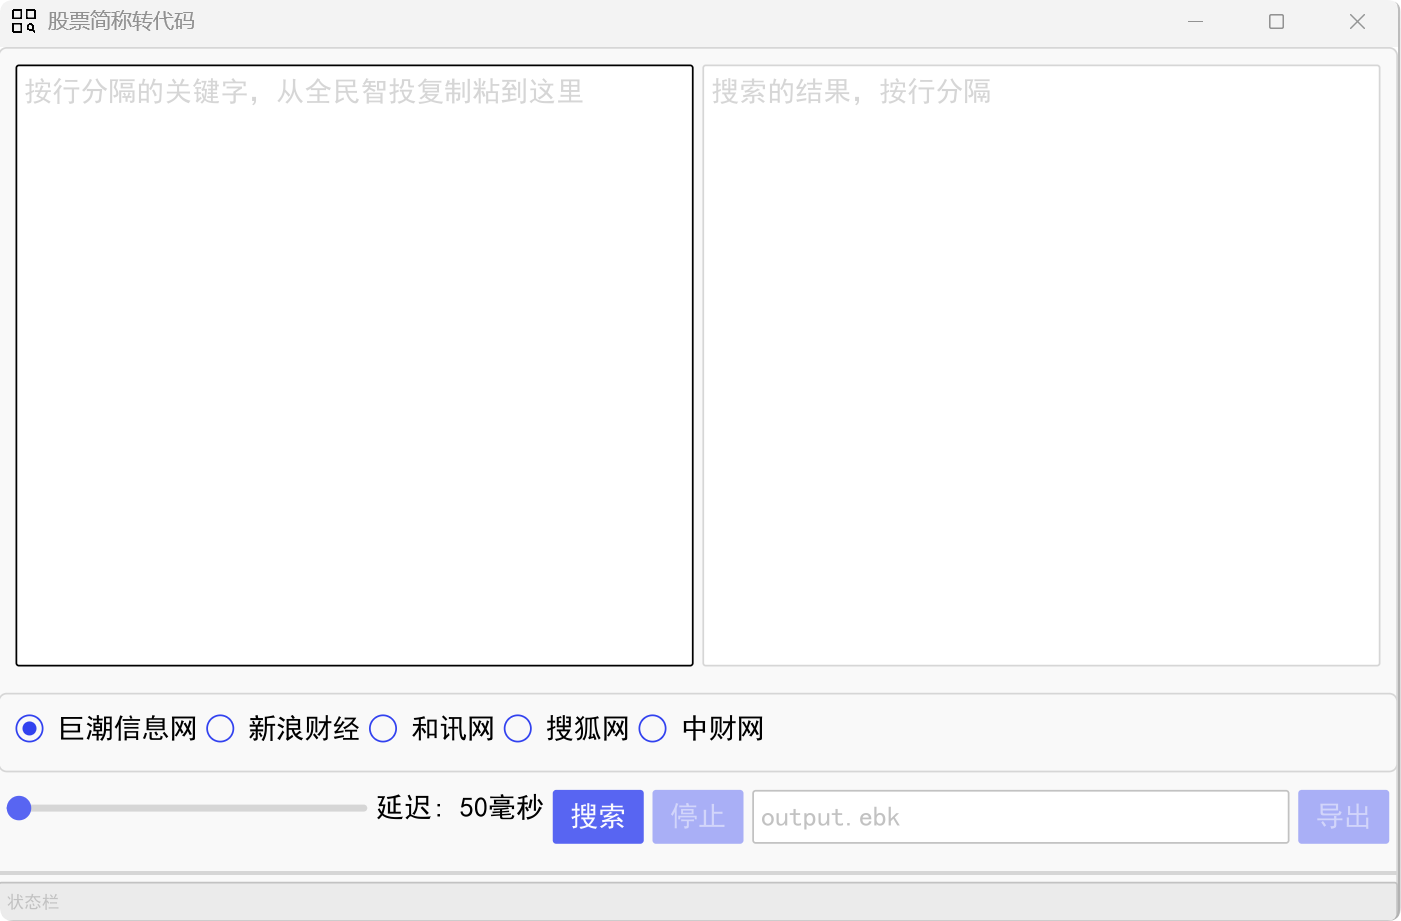 股票简称转代码
按行分隔的关键字，从全民智投复制粘到这里
搜索的结果，按行分隔
巨潮信息网 新浪财经 和讯网 搜狐网 中财网
延迟: 50毫秒 搜索 停止 output.ebk 导出
状态栏